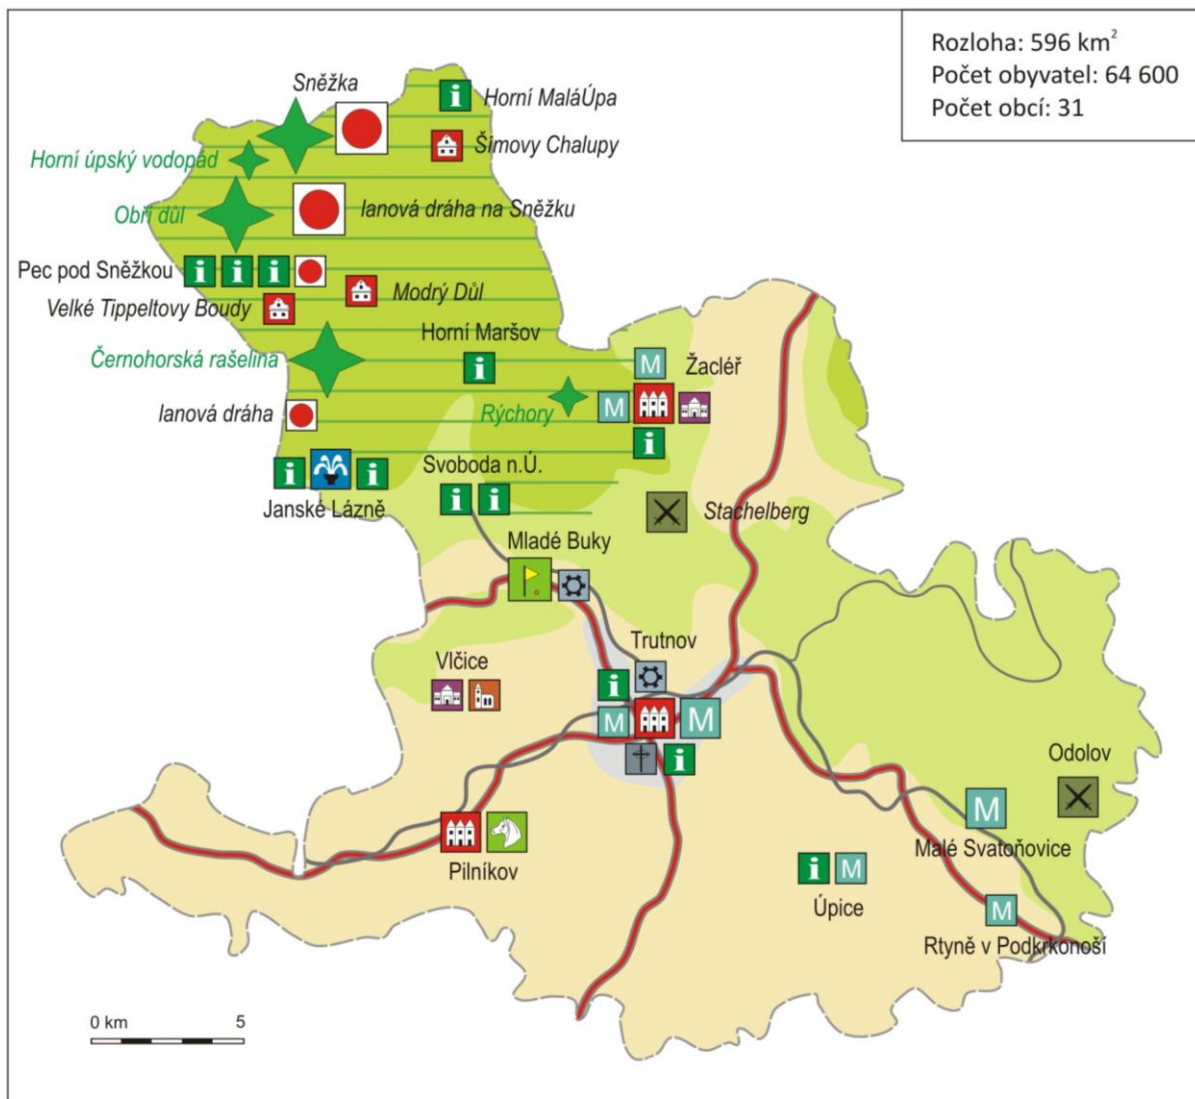 Rozloha: 596 km²
Počet obyvatel: 64 600
Počet obcí: 31
Sněžka
i
Horní MaláÚpa
Šímovy Chalupy
Horní úpský vodopád
Obří důl
lanová dráha na Sněžku
Pec pod Sněžkou
i i i
Modrý Důl
Velké Tippeltovy Boudy
Horní Maršov
i
Černohorská rašelina
M
Žacléř
M
Rýchory
lanová dráha
i
Svoboda n.Ú.
i i
i i
Janské Lázně
Stachelberg
Mladé Buky
Trutnov
Vlčice
i
M M
i
Odolov
M
Malé Svatoňovice
Pilníkov
i M
Úpice
M
Rtyně v Podkrkonoší
0 km 5